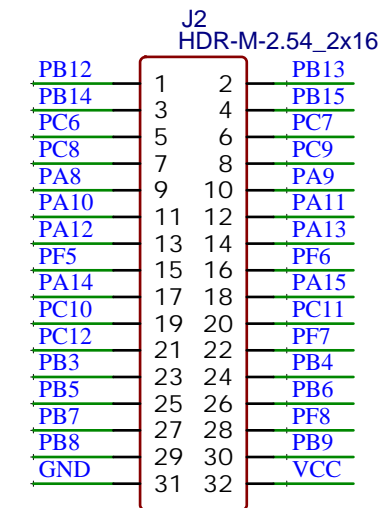 J2
HDR-M-2.54_2x16
PB12 1 2 PB13
PB14 3 4 PB15
PC6 5 6 PC7
PC8 7 8 PC9
PA8 9 10 PA9
PA10 11 12 PA11
PA12 13 14 PA13
PF5 15 16 PF6
PA14 17 18 PA15
PC10 19 20 PC11
PC12 21 22 PF7
PB3 23 24 PB4
PB5 25 26 PB6
PB7 27 28 PF8
PB8 29 30 PB9
GND 31 32 VCC